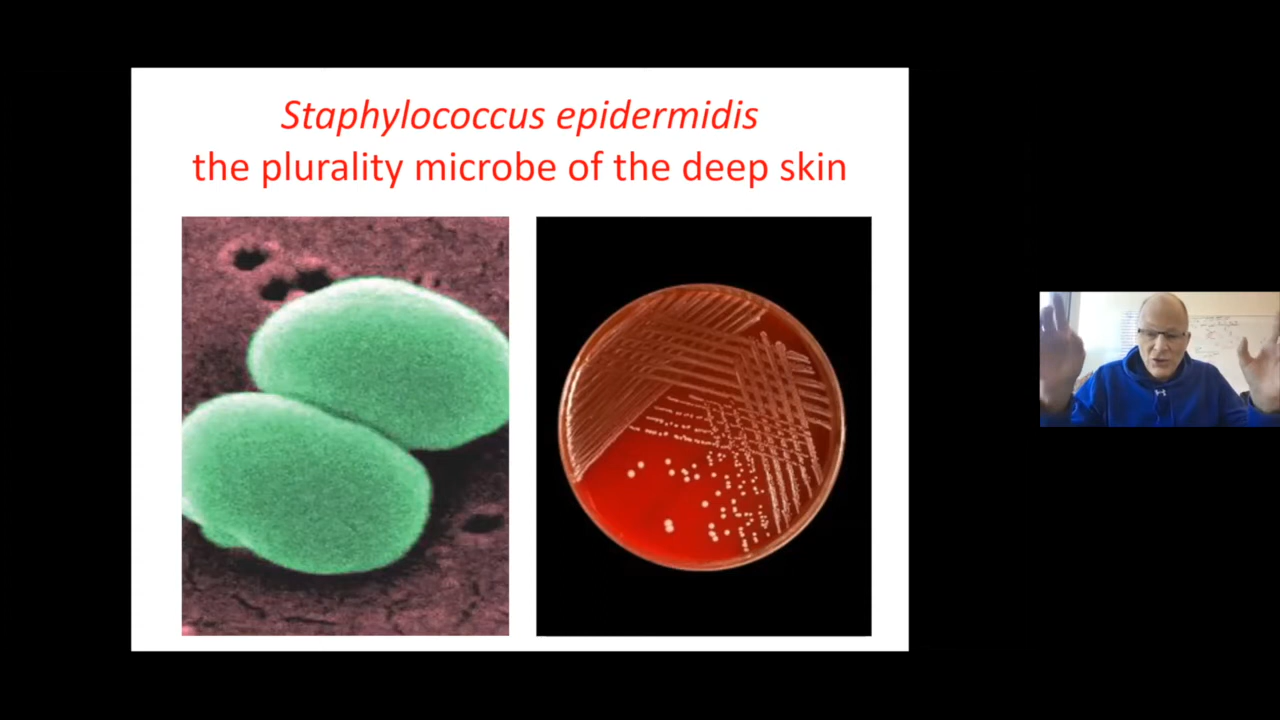 Staphylococcus epidermidis
the plurality microbe of the deep skin